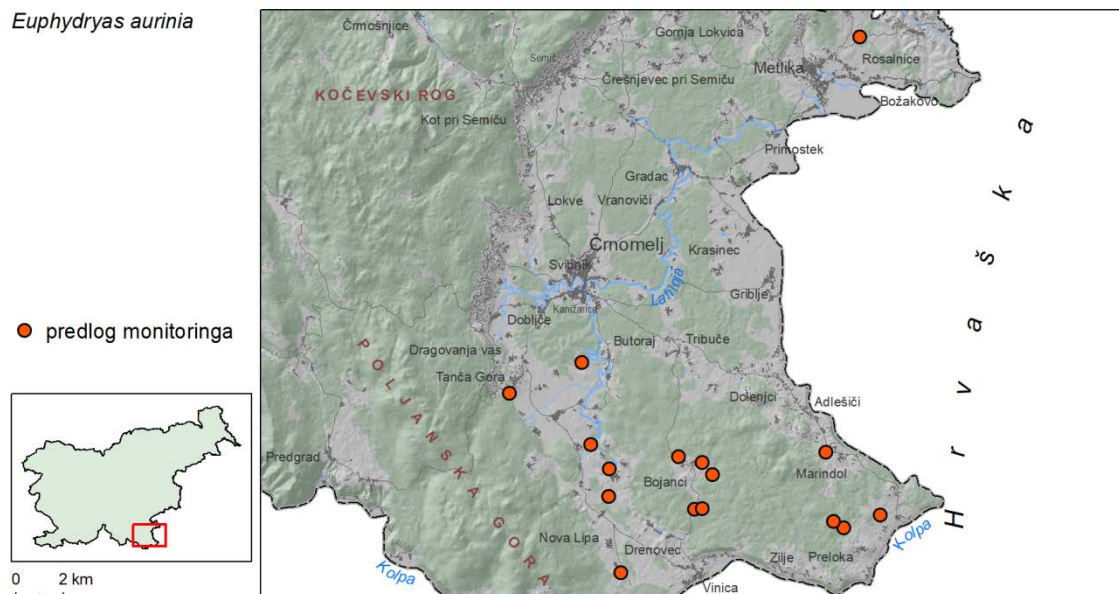 Euphydryas aurinia
predlog monitoringa
0 2 km
Črmošnjice
Gornja Lokvica
Rosalnice
Semič
Metlika
Črešnjevec pri Semiču
KOČEVSKI ROG
Božakovo
Kot pri Semiču
Primostek
Gradac
Lokve
Vranoviči
Črnomelj
Krasinec
Svibnik
Lahinja
Griblje
Kanižarica
Dobliče
Butoraj
Tribuče
Dragovanja vas
Tanča Gora
Dolenjci
Adlešiči
POLJANSKA GORA
Predgrad
Marindol
Bojanci
Nova Lipa
Drenovec
Žilje
Preloka
Kolpa
Kolpa
Vinica
Hrvaška